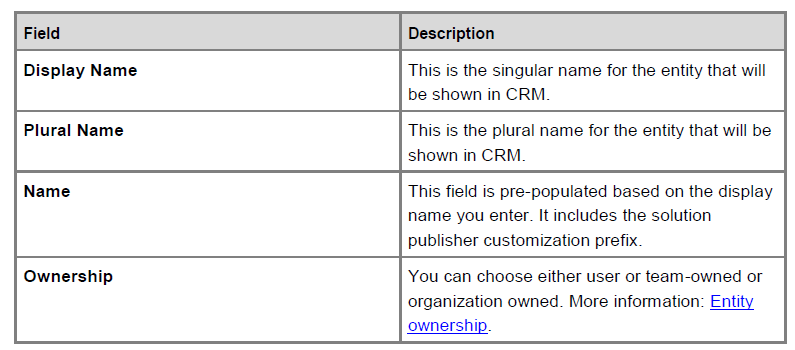 Field
Description
Display Name
This is the singular name for the entity that will
be shown in CRM.
Plural Name
This is the plural name for the entity that will be
shown in CRM.
Name
This field is pre-populated based on the display
name you enter. It includes the solution
publisher customization prefix.
Ownership
You can choose either user or team-owned or
organization owned. More information: Entity
ownership.